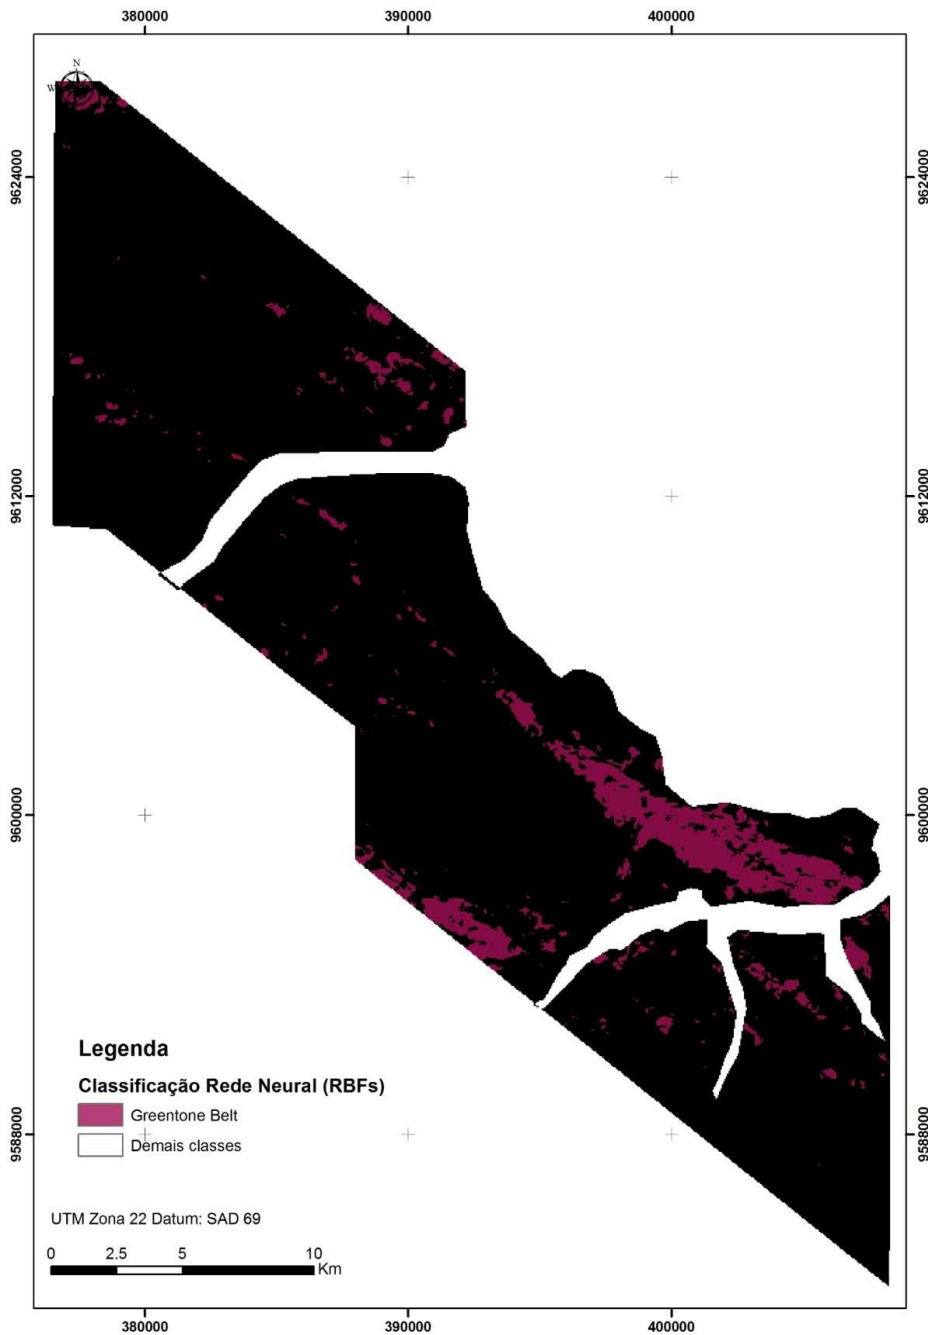 380000 390000 400000
N
W
9624000 9624000
9612000 9612000
9600000 9600000
Legenda
Classificação Rede Neural (RBFs)
Greentone Belt
Demais classes
9588000 9588000
UTM Zona 22 Datum: SAD 69
0 2.5 5 10
Km
380000 390000 400000